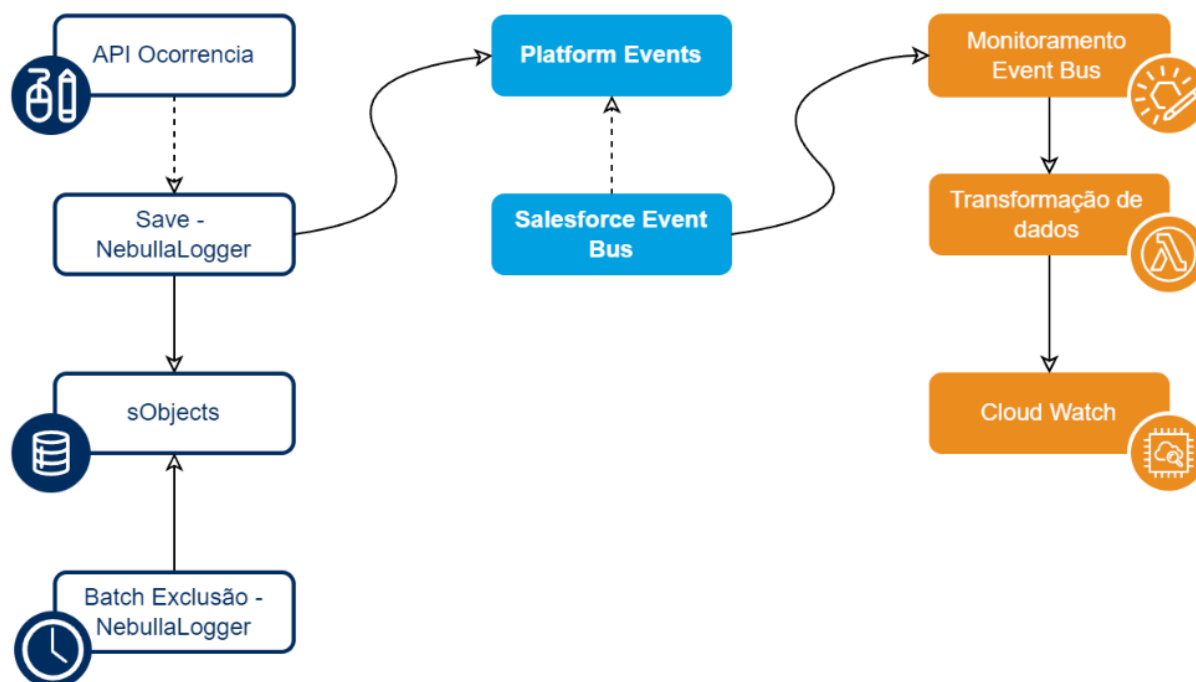 API Ocorrencia
Save -
NebullaLogger
sObjects
Batch Exclusão -
NebullaLogger
Platform Events
Salesforce Event
Bus
Monitoramento
Event Bus
Transformação de
dados
Cloud Watch